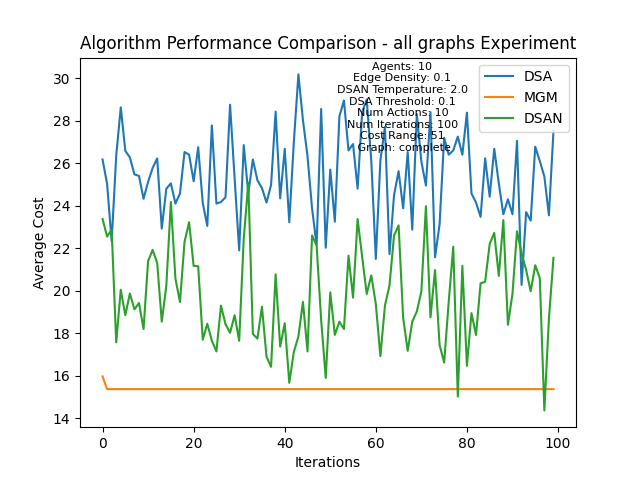 Algorithm Performance Comparison - all graphs Experiment
Agents: 10
Edge Density: 0.1
DSAN Temperature: 2.0
DSA Threshold: 0.1
Num Actions: 10
Num Iterations: 100
Cost Range: 51
Graph: complete
DSA
MGM
DSAN
Average Cost
30
28
26
24
22
20
18
16
14
0
20
40
60
80
100
Iterations